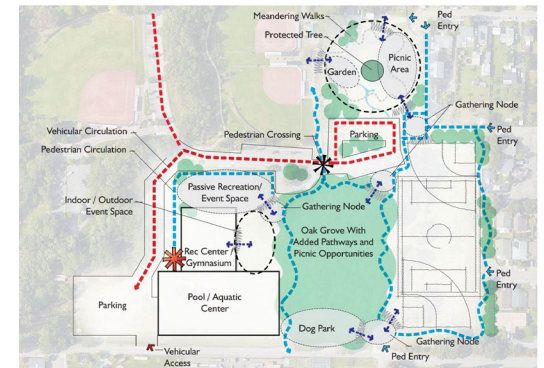 Meandering Walks
Protected Tree
Ped
Entry
Picnic
Area
Garden
Gathering Node
Vehicular Circulation
Pedestrian Crossing
Parking
Ped
Entry
Pedestrian Circulation
Passive Recreation/
Event Space
Indoor / Outdoor
Event Space
Gathering Node
Oak Grove With
Added Pathways and
Picnic Opportunities
Rec Center /
Gymnasium
Ped
Entry
Parking
Pool / Aquatic
Center
Dog Park
Gathering Node
Vehicular
Access
Ped Entry